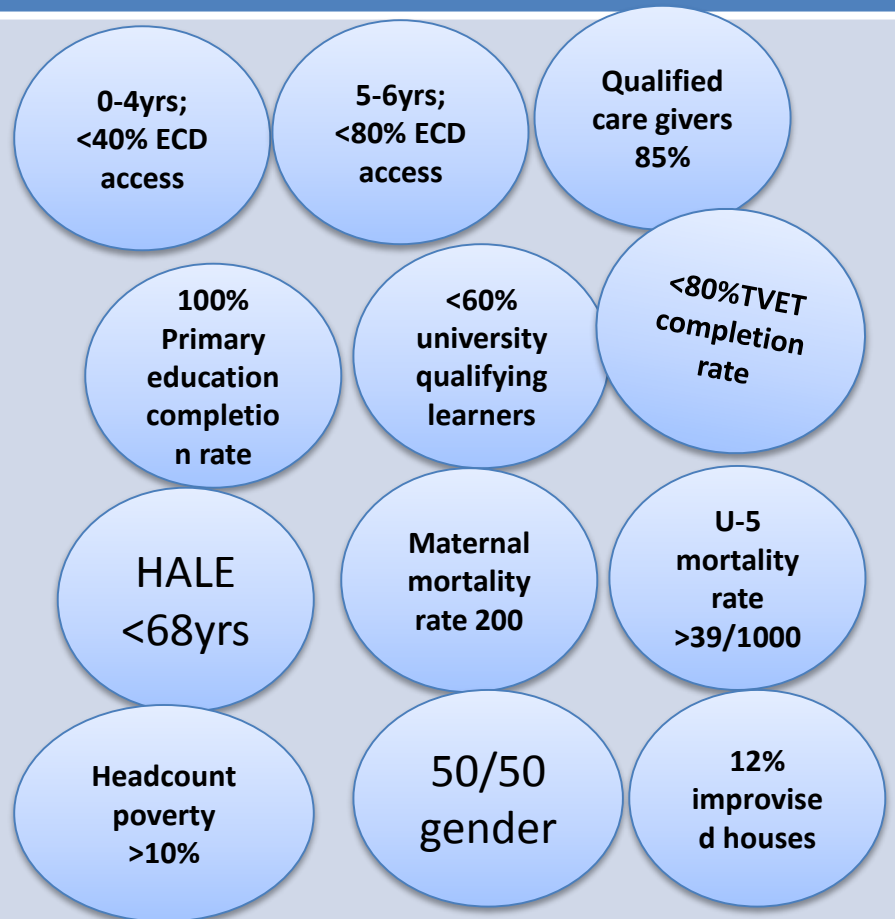 0-4yrs;
<40% ECD
access
5-6yrs;
<80% ECD
access
Qualified
care givers
85%
100%
Primary
education
completio
n rate
<60%
university
qualifying
learners
<80%TVET
completion
rate
HALE
<68yrs
Maternal
mortality
rate 200
U-5
mortality
rate
>39/1000
Headcount
poverty
>10%
50/50
gender
12%
improvise
d houses